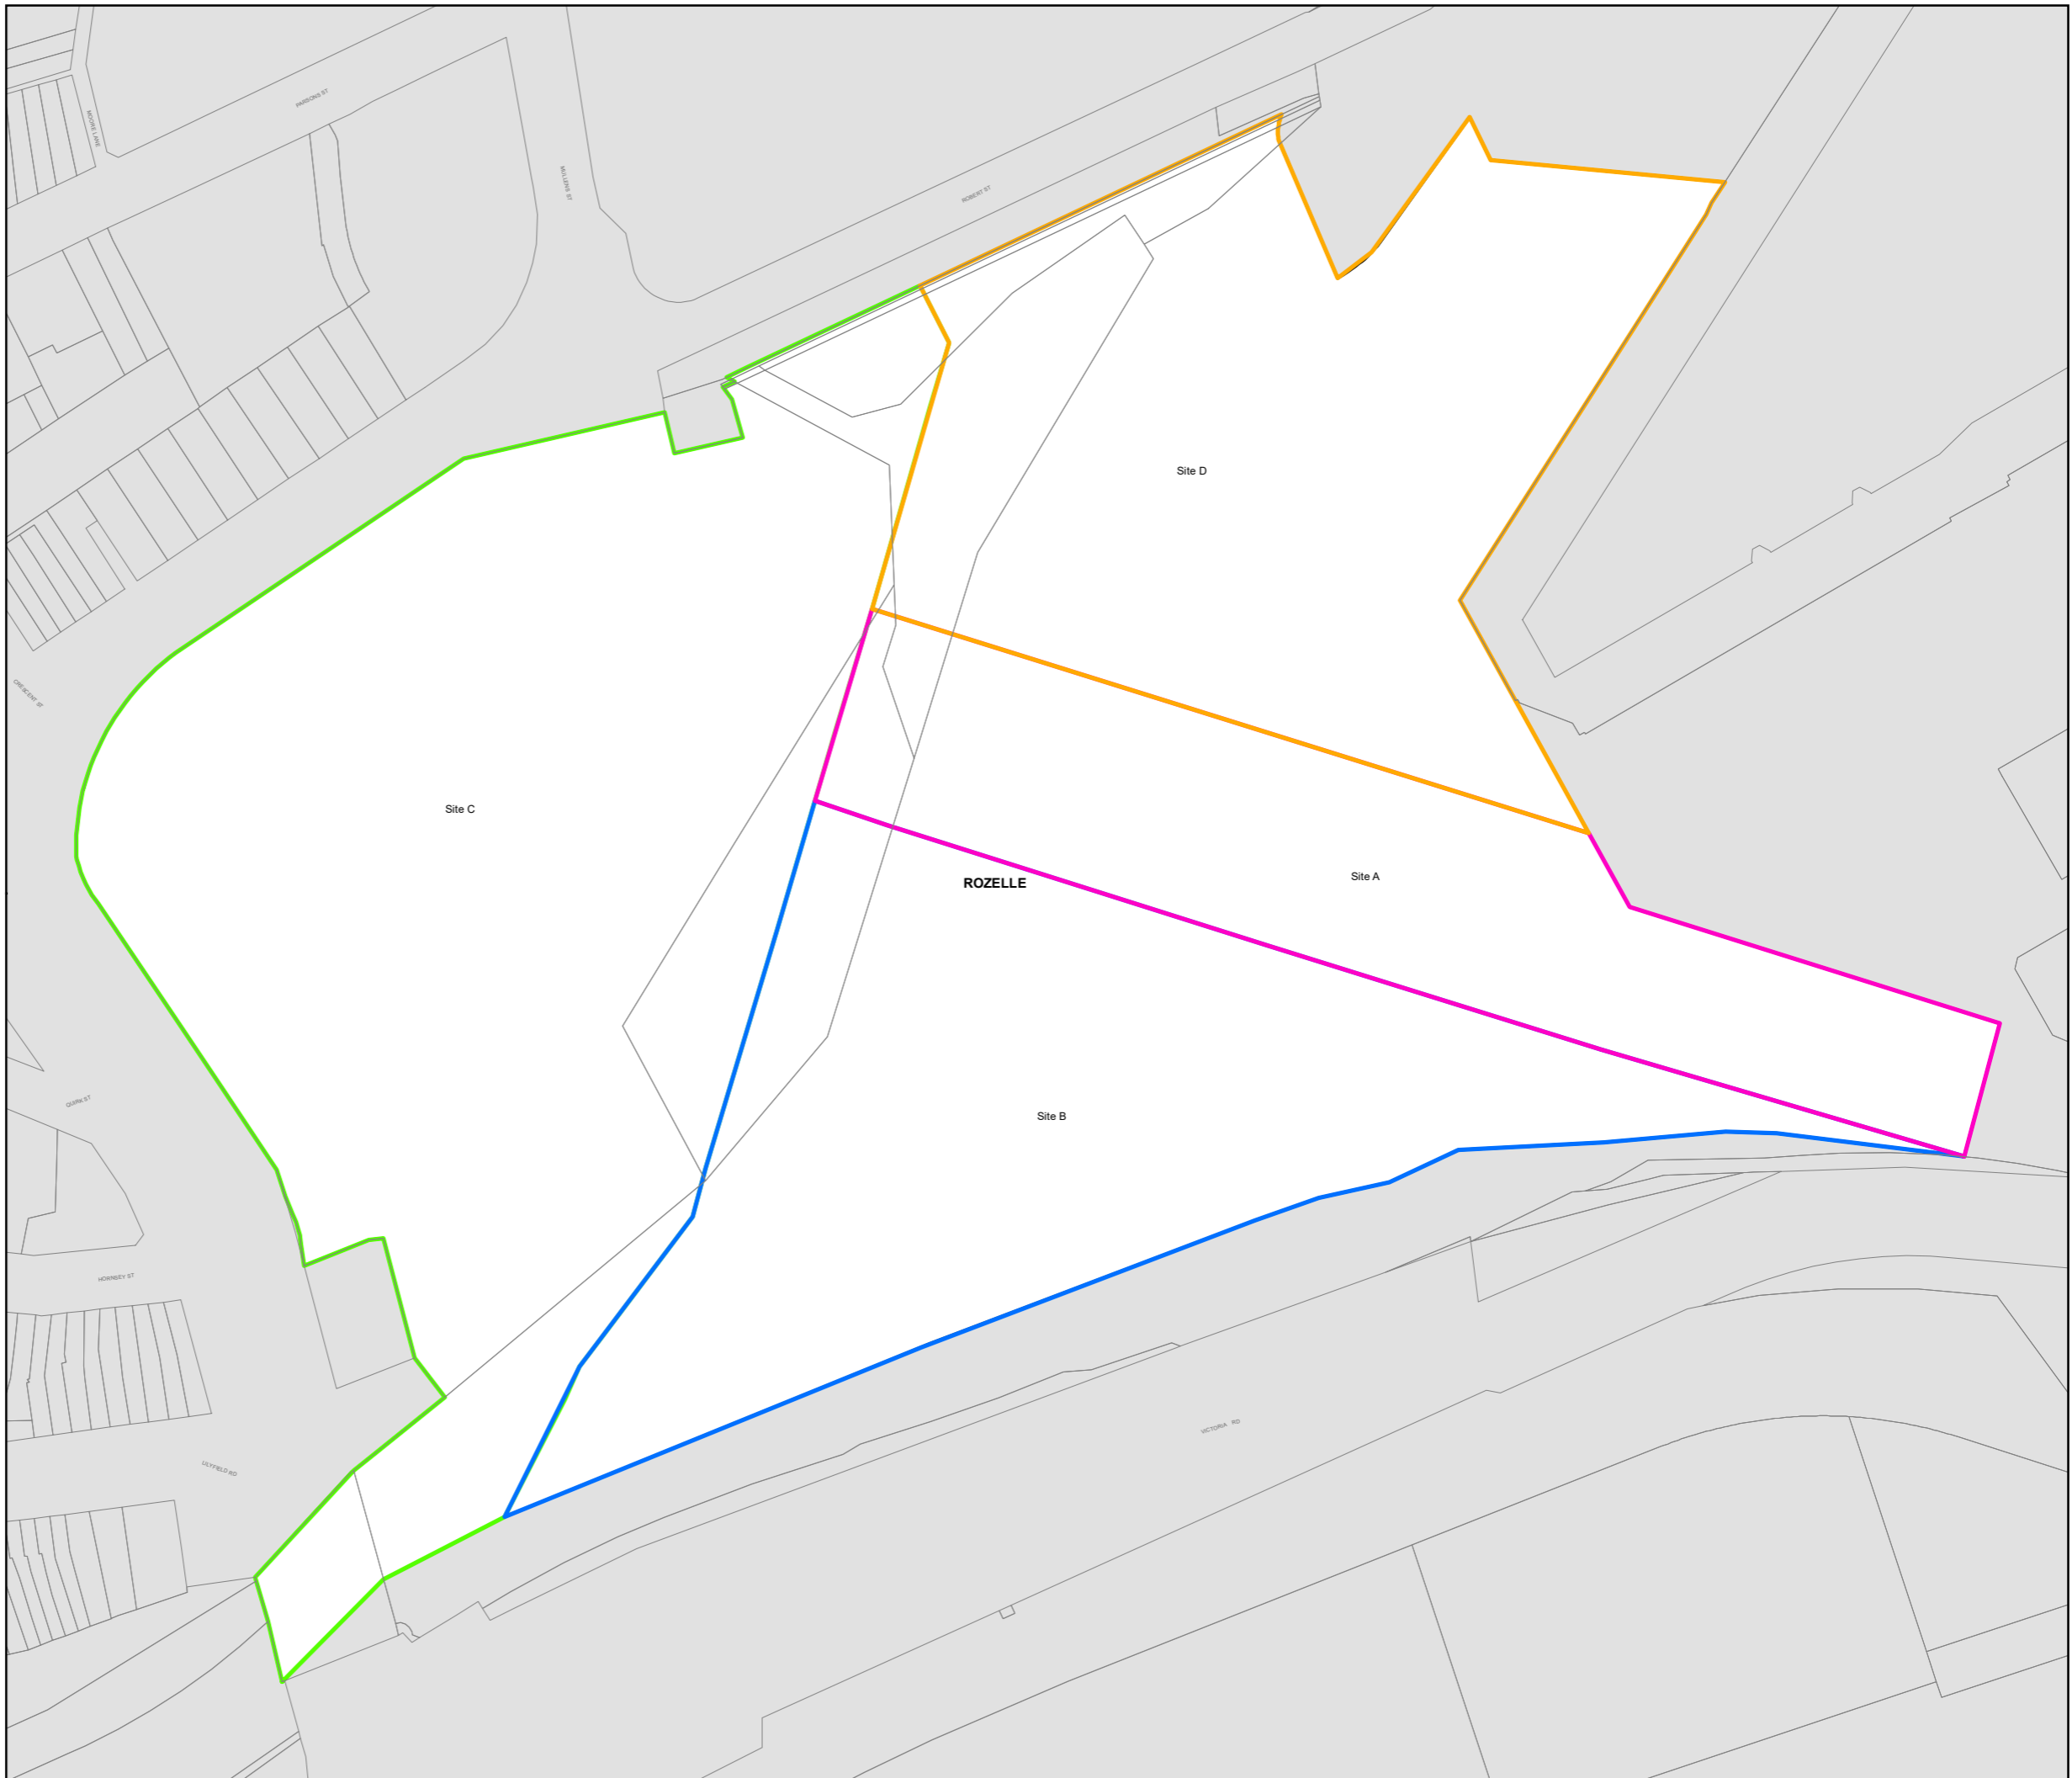 PARSONS ST
MOORE LANE
MULLENS ST
ROBERT ST
Site D
CRESCENT ST
Site C
Site A
ROZELLE
QUIRK ST
Site B
HORNSEY ST
VICTORIA RD
LILYFIELD RD